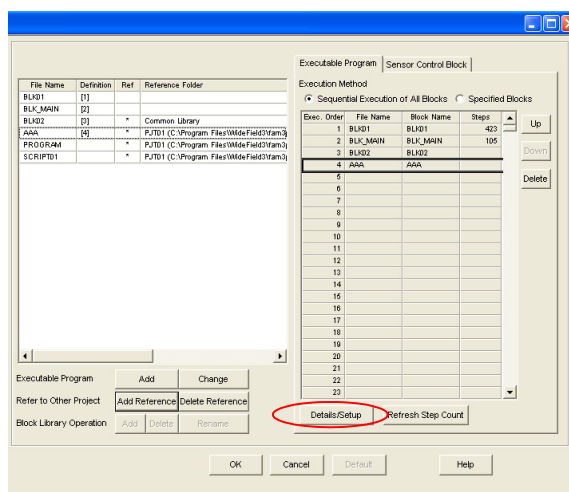 Executable Program Sensor Control Block
File Name Definition Ref Reference Folder
BLK01 [1]
BLK_MAIN [2]
BLK02 [3] * Common Library
AAA [4] * PJT01 (C:\Program Files\WideField3\fam3p
PROGRAM * PJT01 (C:\Program Files\WideField3\fam3p
SCRIPT01 * PJT01 (C:\Program Files\WideField3\fam3p
Execution Method
Sequential Execution of All Blocks Specified Blocks
Exec. Order File Name Block Name Steps
1 BLK01 BLK01 423
2 BLK_MAIN BLK_MAIN 105
3 BLK02 BLK02
4 AAA AAA
5
6
7
8
9
10
11
12
13
14
15
16
17
18
19
20
21
22
23
Up
Down
Delete
Executable Program Add Change
Refer to Other Project Add Reference Delete Reference
Block Library Operation Add Delete Rename
Details/Setup Refresh Step Count
OK Cancel Default Help